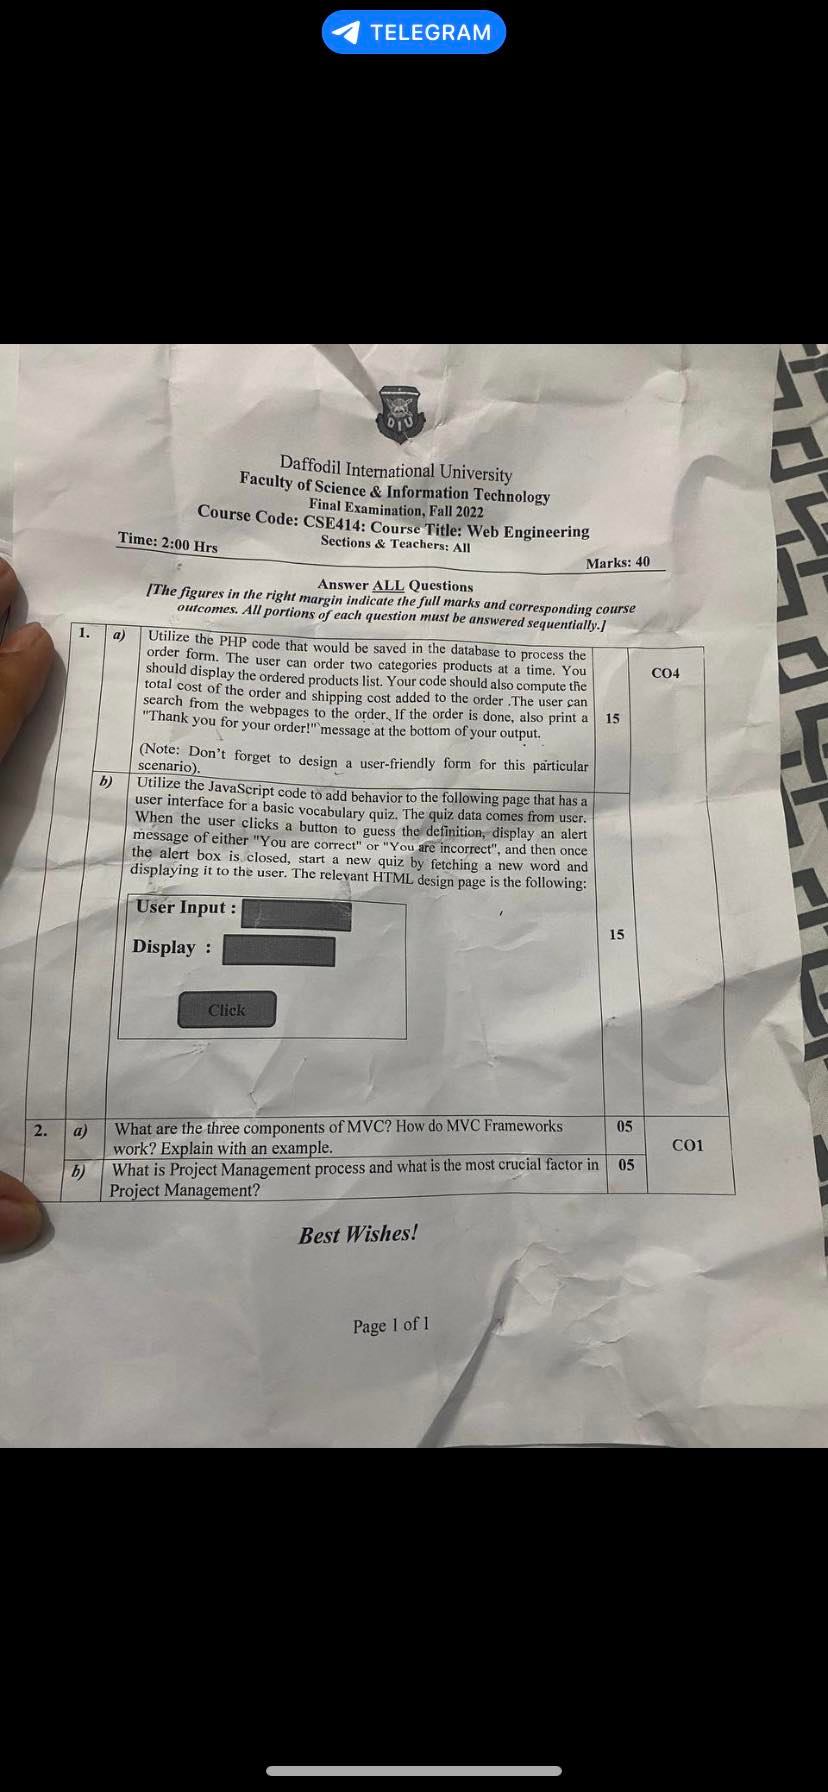 TELEGRAM
DIU
Daffodil International University
Faculty of Science & Information Technology
Final Examination, Fall 2022
Course Code: CSE414: Course Title: Web Engineering
Sections & Teachers: All
Time: 2:00 Hrs
Marks: 40
Answer ALL Questions
[The figures in the right margin indicate the full marks and corresponding course
outcomes. All portions of each question must be answered sequentially.]
1. a) Utilize the PHP code that would be saved in the database to process the
order form. The user can order two categories products at a time. You
should display the ordered products list. Your code should also compute the
total cost of the order and shipping cost added to the order .The user can
search from the webpages to the order. If the order is done, also print a
"Thank you for your order!" message at the bottom of your output.
15
CO4
(Note: Don't forget to design a user-friendly form for this particular
scenario).
b) Utilize the JavaScript code to add behavior to the following page that has a
user interface for a basic vocabulary quiz. The quiz data comes from user.
When the user clicks a button to guess the definition, display an alert
message of either "You are correct" or "You are incorrect", and then once
the alert box is closed, start a new quiz by fetching a new word and
displaying it to the user. The relevant HTML design page is the following:
User Input :
Display :
Click
15
2. a) What are the three components of MVC? How do MVC Frameworks
work? Explain with an example.
05
CO1
b) What is Project Management process and what is the most crucial factor in
Project Management?
05
Best Wishes!
Page 1 of 1